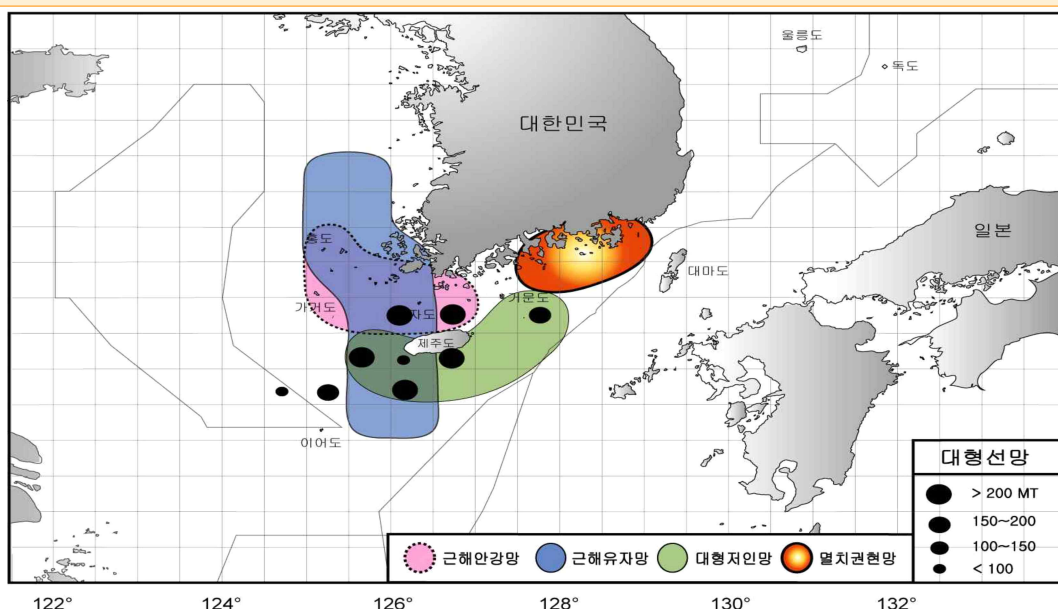 울릉도
독도
대한민국
일본
홍도
대마도
가거도
거문도
자도
제주도
이어도
대형선망
> 200 MT
150~200
100~150
< 100
근해안강망
근해유자망
대형저인망
멸치권현망
122°
124°
126°
128°
130°
132°